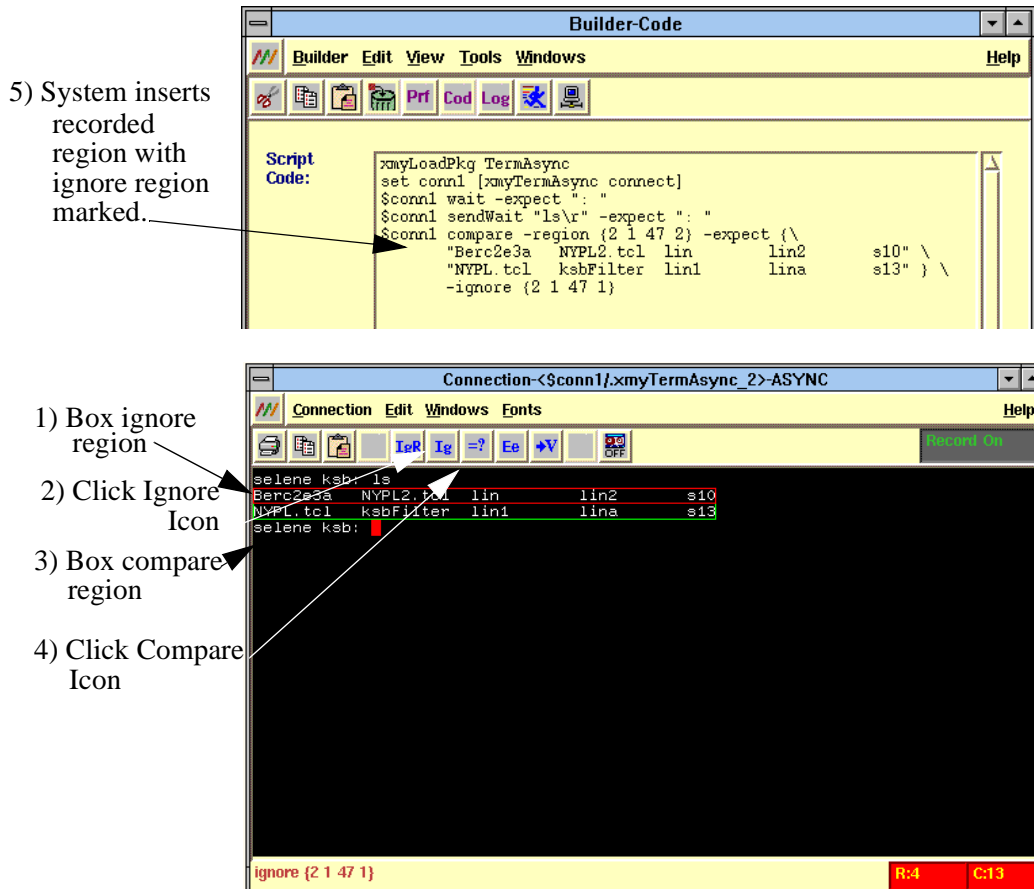 Builder-Code
Builder Edit View Tools Windows Help
Prf Cod Log
5) System inserts
recorded
region with
ignore region
marked.
Script
Code:
xmyLoadPkg TermAsync
set conn1 [xmyTermAsync connect]
$conn1 wait -expect ": "
$conn1 sendWait "ls\r" -expect ": "
$conn1 compare -region {2 1 47 2} -expect {\
"Berc2e3a NYPL2.tcl lin lin2 s10" \
"NYPL.tcl ksbFilter lin1 lina s13" } \
-ignore {2 1 47 1}
Connection-<$conn1/.xmyTermAsync_2>-ASYNC
Connection Edit Windows Fonts Help
IgR Ig =? Ee →V OFF
Record On
1) Box ignore
region
2) Click Ignore
Icon
3) Box compare
region
4) Click Compare
Icon
selene ksb: ls
Berc2e3a NYPL2.tcl lin lin2 s10
NYPL.tcl ksbFilter lin1 lina s13
selene ksb:
ignore {2 1 47 1}
R:4 C:13